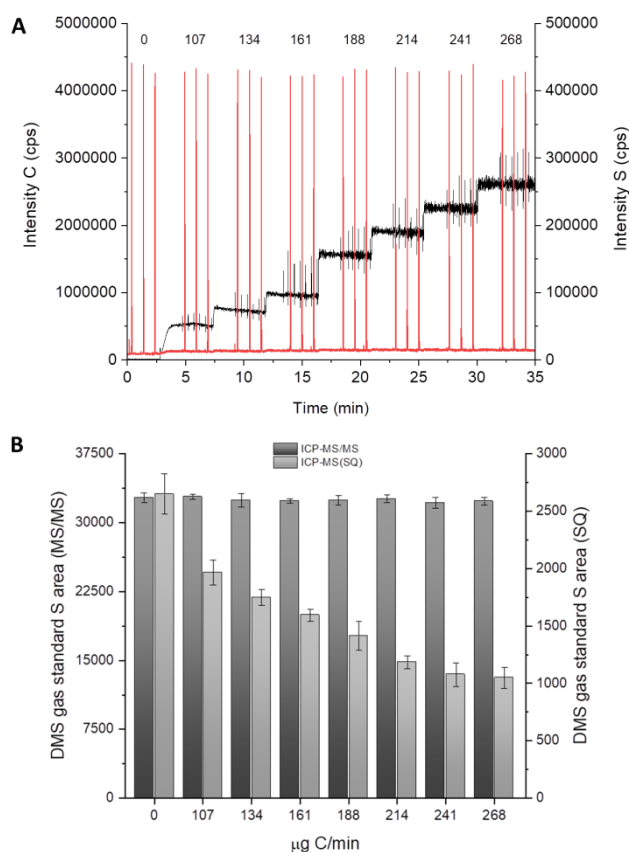 A
0 107 134 161 188 214 241 268
5000000
4000000
3000000
2000000
1000000
0
Intensity C (cps)
500000
400000
300000
200000
100000
0
Intensity S (cps)
0 5 10 15 20 25 30 35
Time (min)
B
ICP-MS/MS
ICP-MS(SQ)
37500
30000
22500
15000
7500
0
DMS gas standard S area (MS/MS)
3000
2500
2000
1500
1000
500
0
DMS gas standard S area (SQ)
0 107 134 161 188 214 241 268
µg C/min